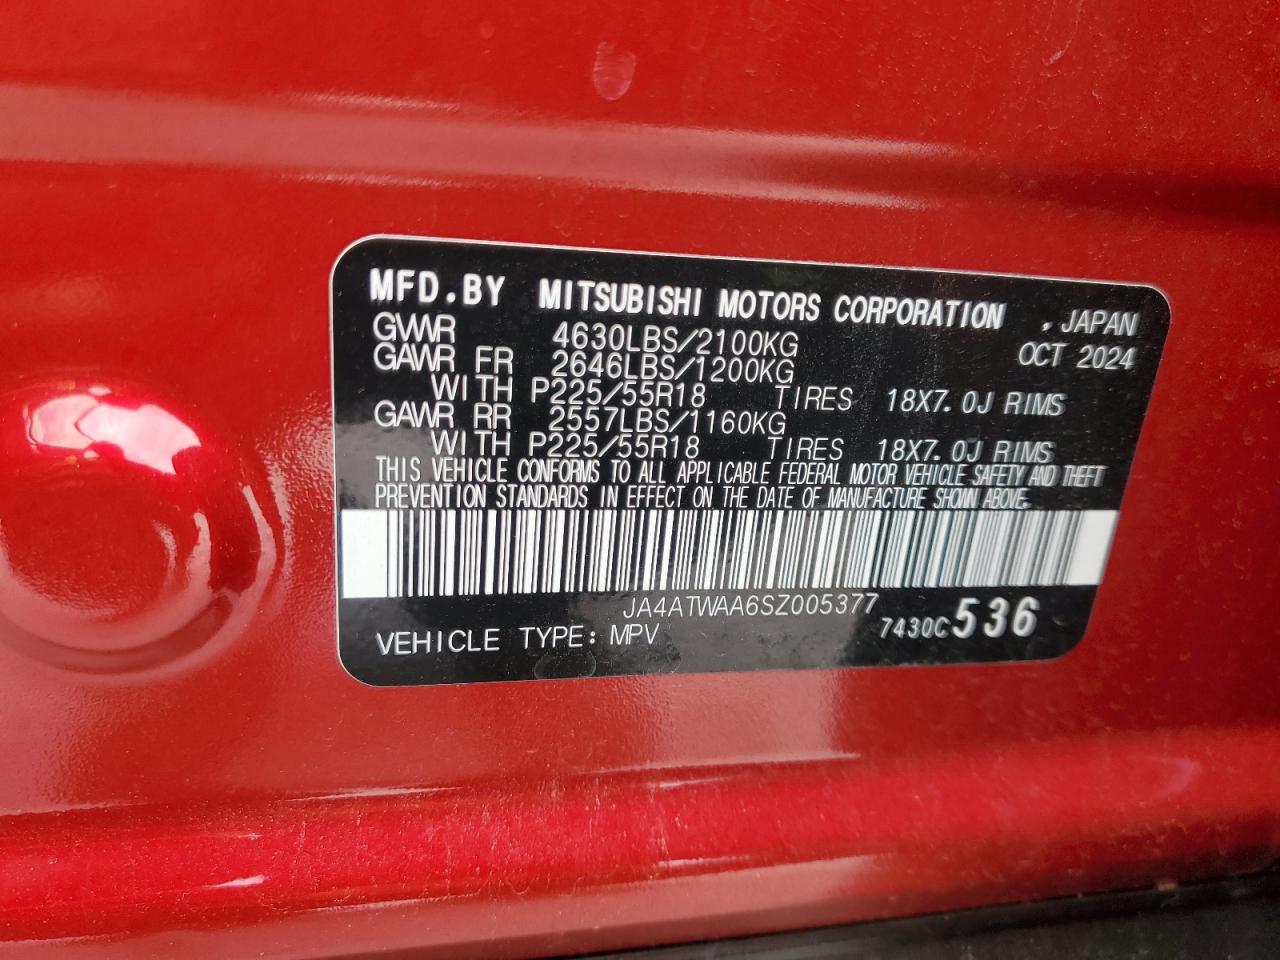 MFD.BY MITSUBISHI MOTORS CORPORATION , JAPAN
GVWR 4630LBS/2100KG OCT 2024
GAWR FR 2646LBS/1200KG
WITH P225/55R18 TIRES 18X7.0J RIMS
GAWR RR 2557LBS/1160KG
WITH P225/55R18 TIRES 18X7.0J RIMS
THIS VEHICLE CONFORMS TO ALL APPLICABLE FEDERAL MOTOR VEHICLE SAFETY AND THEFT
PREVENTION STANDARDS IN EFFECT ON THE DATE OF MANUFACTURE SHOWN ABOVE.
JA4ATWAA6SZ005377
VEHICLE TYPE: MPV 7430C536